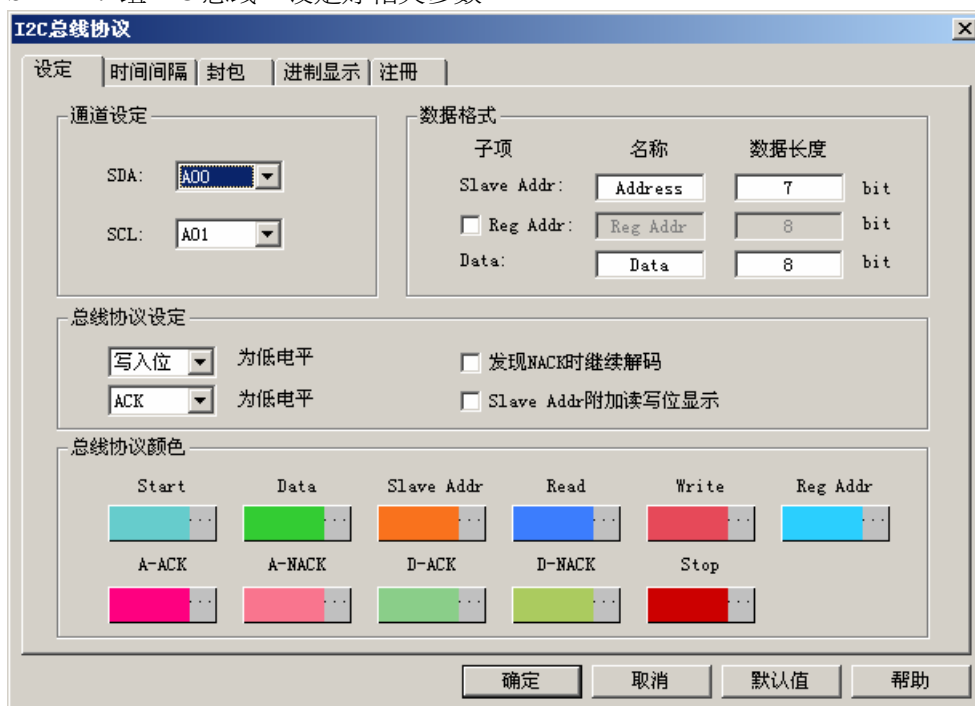 I2C总线协议
设定 时间间隔 封包 进制显示 注册
通道设定
SDA: A00
SCL: A01
数据格式
子项 名称 数据长度
Slave Addr: Address 7 bit
Reg Addr: Reg Addr 8 bit
Data: Data 8 bit
总线协议设定
写入位 为低电平
ACK 为低电平
发现NACK时继续解码
Slave Addr附加读写位显示
总线协议颜色
Start Data Slave Addr Read Write Reg Addr
... ... ... ... ... ...
A-ACK A-NACK D-ACK D-NACK Stop
... ... ... ... ...
确定 取消 默认值 帮助